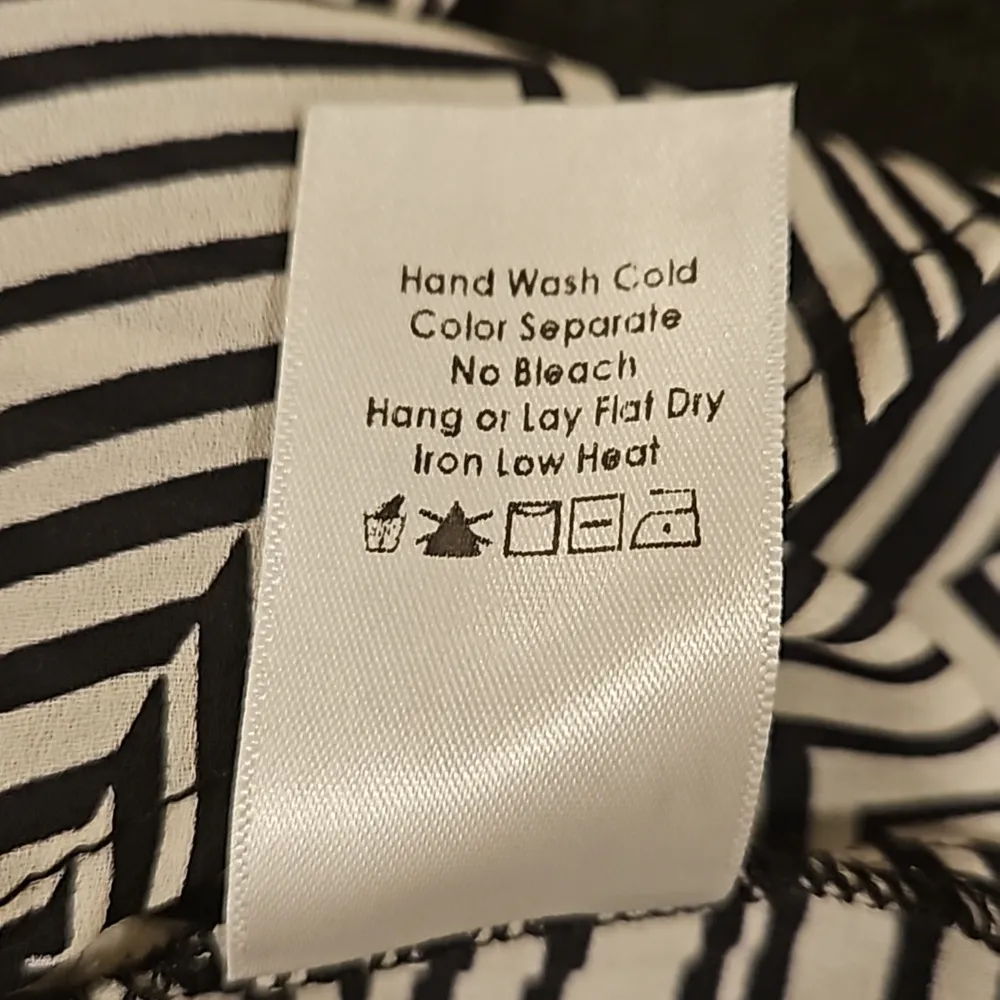 Hand Wash Cold
Color Separate
No Bleach
Hang or Lay Flat Dry
Iron Low Heat